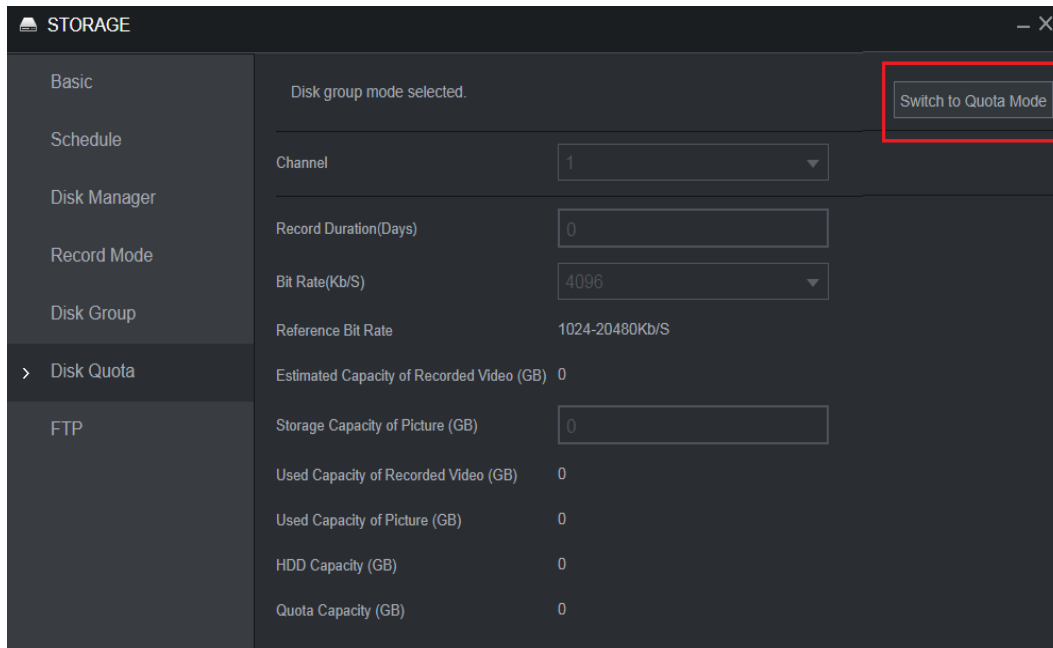 STORAGE
Basic
Schedule
Disk Manager
Record Mode
Disk Group
Disk Quota
FTP
Disk group mode selected.
Switch to Quota Mode
Channel 1
Record Duration(Days) 0
Bit Rate(Kb/S) 4096
Reference Bit Rate 1024-20480Kb/S
Estimated Capacity of Recorded Video (GB) 0
Storage Capacity of Picture (GB) 0
Used Capacity of Recorded Video (GB) 0
Used Capacity of Picture (GB) 0
HDD Capacity (GB) 0
Quota Capacity (GB) 0